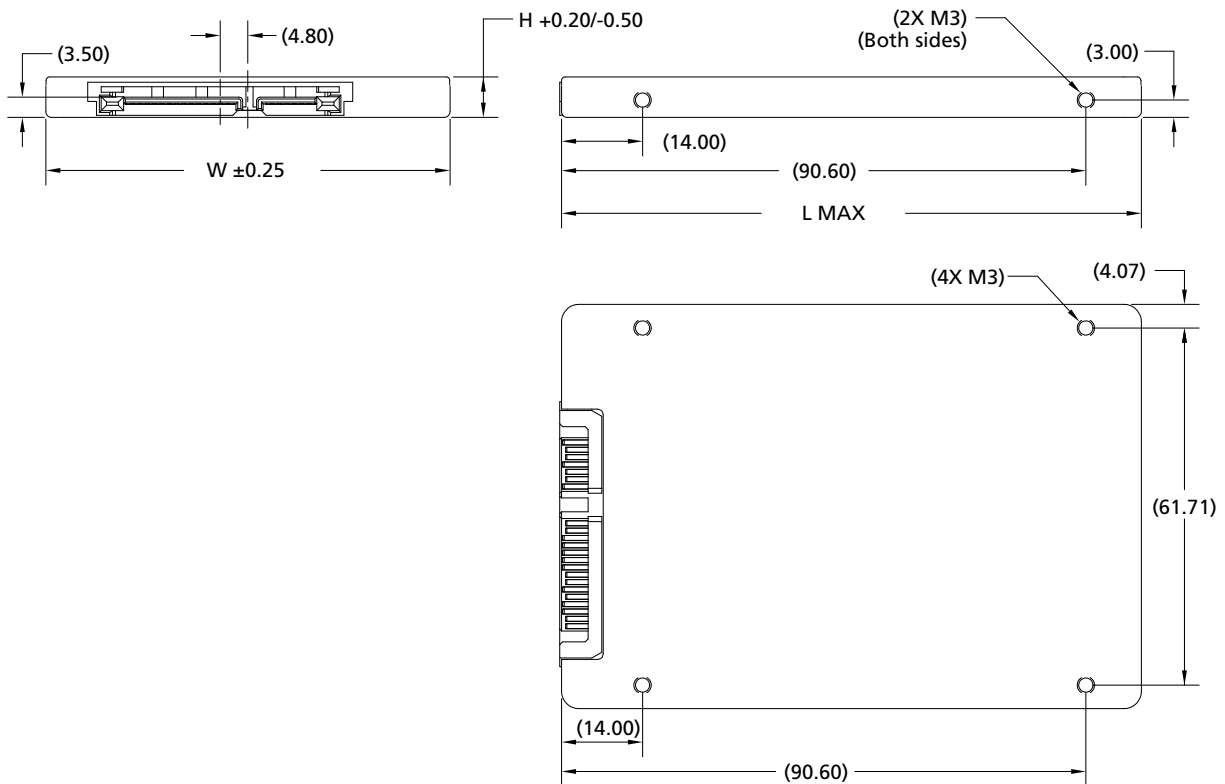 H +0.20/-0.50
(4.80)
(3.50)
W ±0.25
(2X M3)
(Both sides)
(3.00)
(14.00)
(90.60)
L MAX
(4X M3)
(4.07)
(61.71)
(14.00)
(90.60)